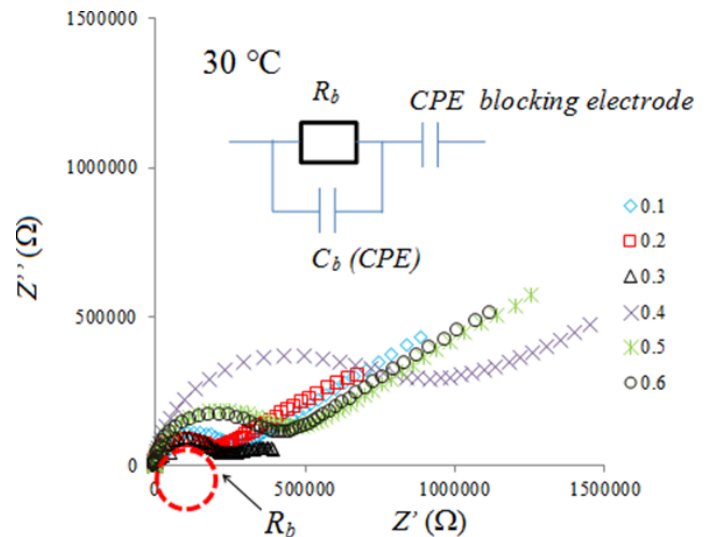 1500000
30 °C
R_b
CPE blocking electrode
1000000
C_b (CPE)
Z'' (Ω)
0.1
0.2
0.3
0.4
0.5
0.6
500000
0
0
500000
1000000
1500000
R_b
Z' (Ω)